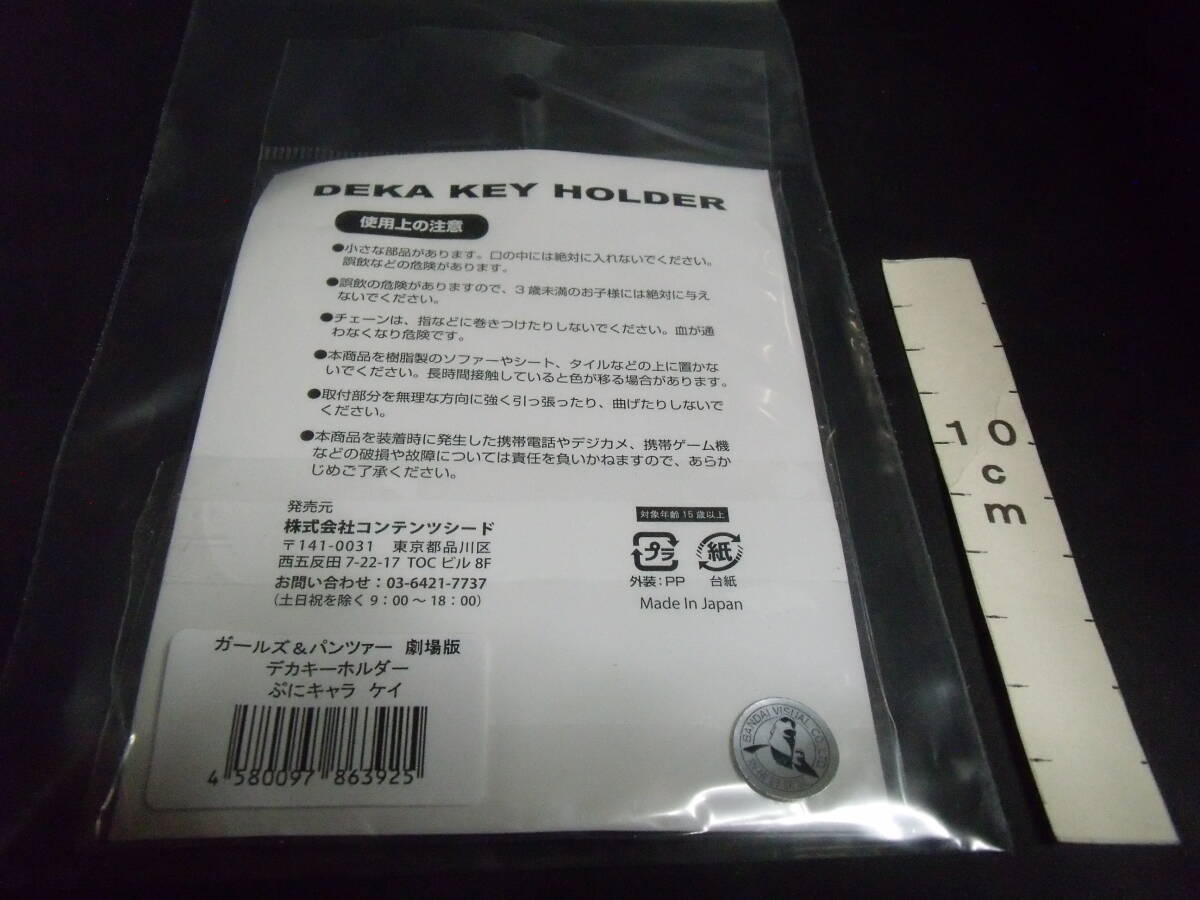 DEKA KEY HOLDER
使用上の注意
●小さな部品があります。口の中には絶対に入れないでください。
誤飲などの危険があります。
●誤飲の危険がありますので、3歳未満のお子様には絶対に与え
ないでください。
●チェーンは、指などに巻きつけたりしないでください。血が通
わなくなり危険です。
●本商品を樹脂製のソファーやシート、タイルなどの上に置かな
いでください。長時間接触していると色が移る場合があります。
●取付部分を無理な方向に強く引っ張ったり、曲げたりしないで
ください。
●本商品を装着時に発生した携帯電話やデジカメ、携帯ゲーム機
などの破損や故障については責任を負いかねますので、あらか
じめご了承ください。
発売元
株式会社コンテンツシード
〒141-0031 東京都品川区
西五反田 7-22-17 TOC ビル 8F
お問い合わせ：03-6421-7737
（土日祝を除く 9：00 ～ 18：00）
対象年齢 15 歳以上
プラ
紙
外装：PP
台紙
Made In Japan
ガールズ＆パンツァー 劇場版
デカキーホルダー
ぷにキャラ ケイ
4 580097 863925
BANDAI VISUAL CO.,LTD.
10
cm